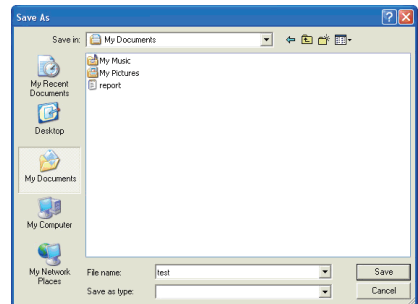 Save As
Save in: My Documents
My Music
My Pictures
report
My Recent
Documents
Desktop
My Documents
My Computer
My Network
Places
File name: test Save
Save as type: Cancel